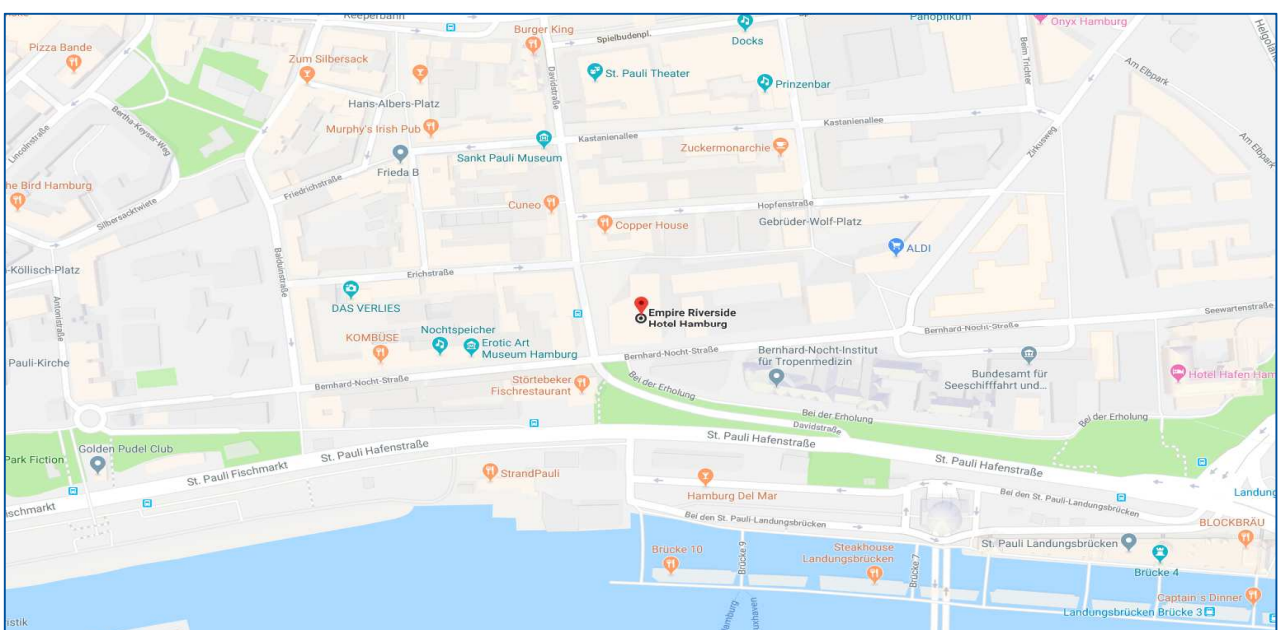 Reeperbahn
Panoptikum
Onyx Hamburg
Burger King
Spielbudenpl.
Docks
Helgoländ
Pizza Bande
Zum Silbersack
Davidstraße
St. Pauli Theater
Prinzenbar
Beim Trichter
Am Elbpark
Hans-Albers-Platz
Bertha-Keyser-Weg
Lincolnstraße
Murphy's Irish Pub
Kastanienallee
Kastanienallee
Zirkusweg
Am Elbpark
Sankt Pauli Museum
Zuckermonarchie
Frieda B
he Bird Hamburg
Friedrichstraße
Silbersacktwiete
Cuneo
Hopfenstraße
Copper House
Gebrüder-Wolf-Platz
ALDI
-Köllisch-Platz
Balduinstraße
Erichstraße
Antonistraße
DAS VERLIES
Empire Riverside
Hotel Hamburg
Seewartenstraße
Bernhard-Nocht-Straße
Nochtspeicher
KOMBÜSE
Erotic Art
Museum Hamburg
Bernhard-Nocht-Straße
Bernhard-Nocht-Institut
für Tropenmedizin
Pauli-Kirche
Bundesamt für
Seeschifffahrt und...
Hotel Hafen Ham
Störtebeker
Fischrestaurant
Bernhard-Nocht-Straße
Bei der Erholung
Bei der Erholung
Davidstraße
Bei der Erholung
St. Pauli Hafenstraße
Golden Pudel Club
Park Fiction
St. Pauli Hafenstraße
St. Pauli Fischmarkt
St. Pauli Hafenstraße
StrandPauli
Hamburg Del Mar
Bei den St. Pauli-Landungsbrücken
Landung
schmarkt
Bei den St. Pauli-Landungsbrücken
BLOCKBRÄU
St. Pauli Landungsbrücken
Brücke 10
Brücke 9
Steakhouse
Landungsbrücken
Brücke 7
Brücke 4
Captain´s Dinner
Landungsbrücken Brücke 3
amburg
uxhaven
istik